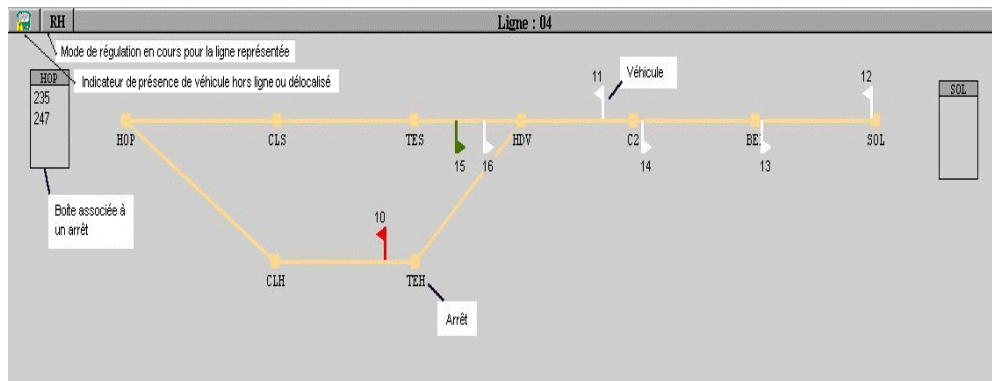 RH
Ligne : 04
Mode de régulation en cours pour la ligne représentée
Indicateur de présence de véhicule hors ligne ou délocalisé
HOP
235
247
11
Véhicule
12
SOL
HOP
CLS
TES
HDV
C2
BE
SOL
15
16
14
13
Boîte associée à
un arrêt
10
CLH
TEH
Arrêt